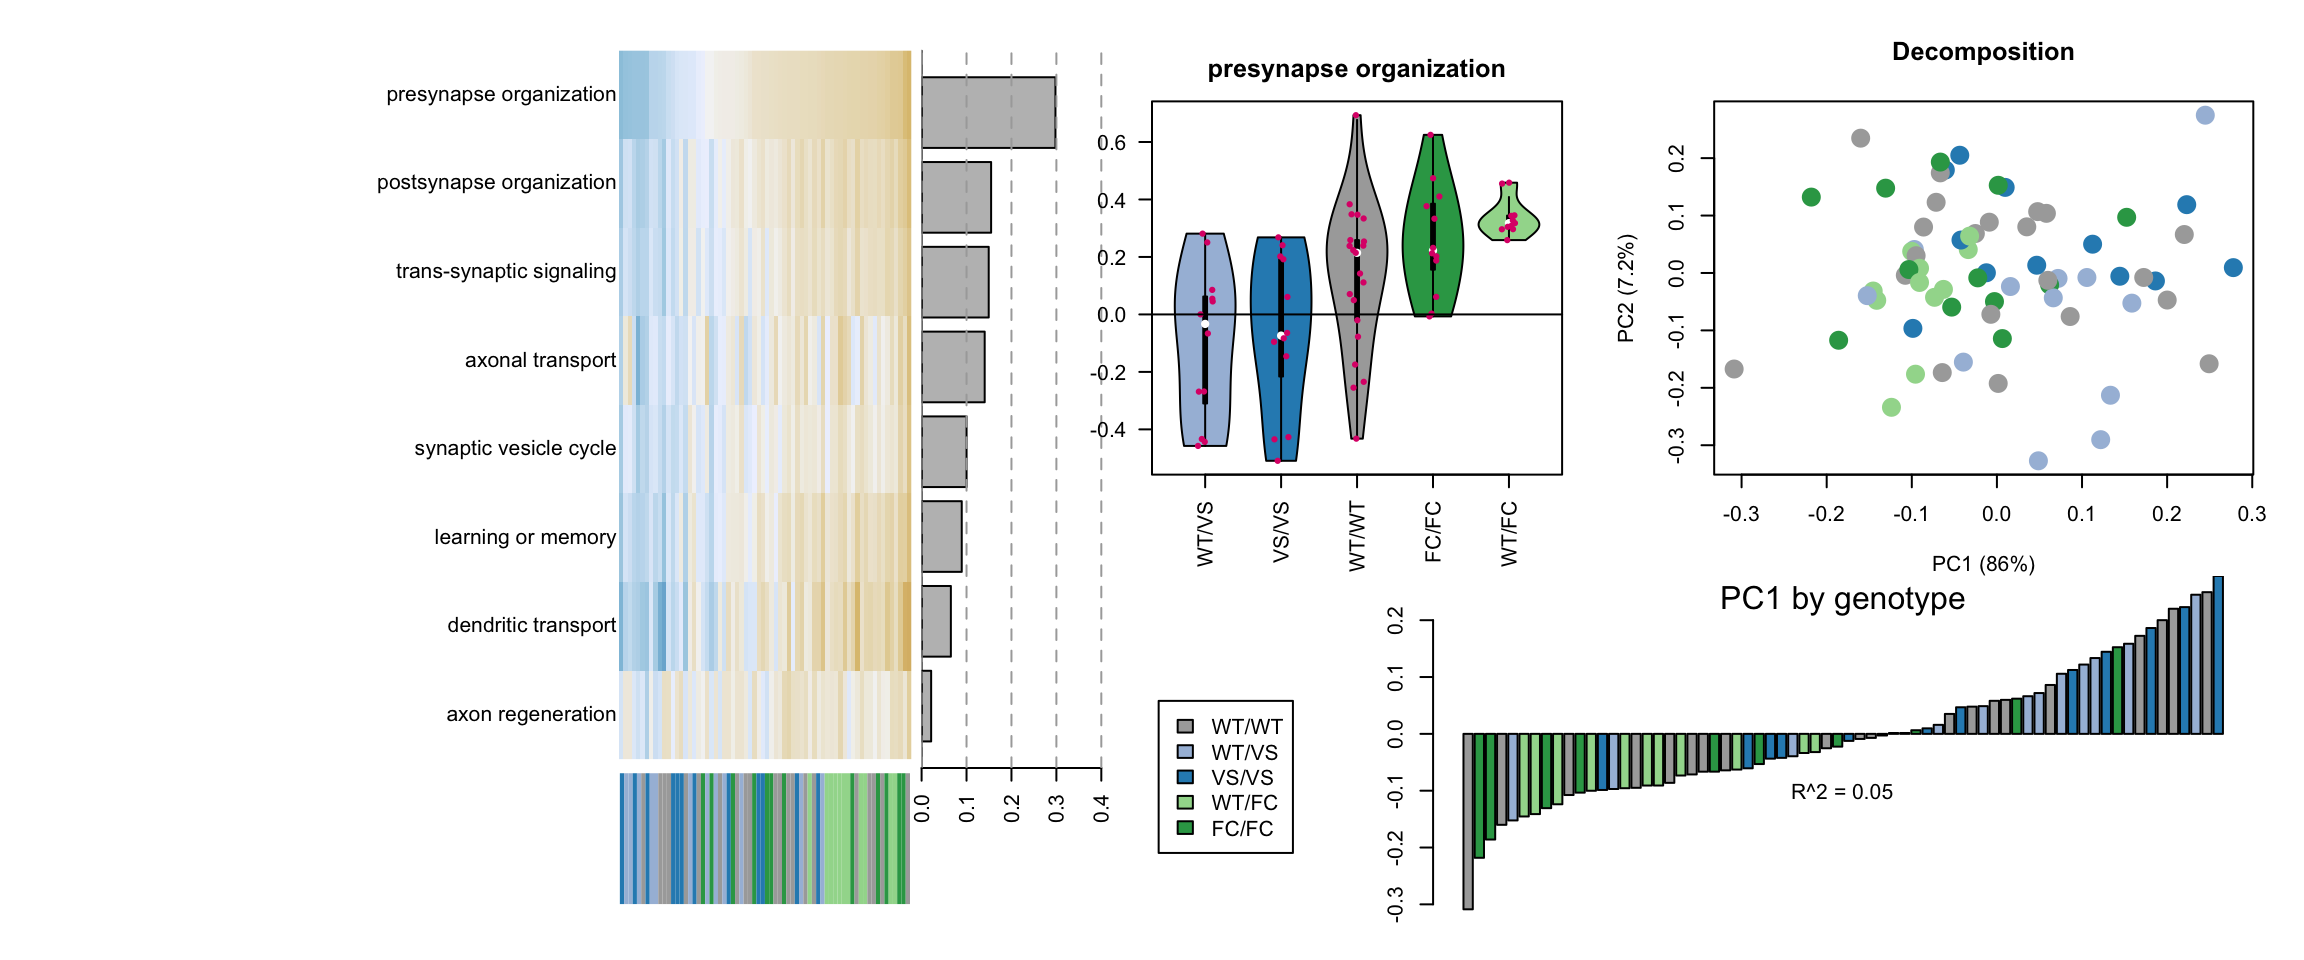 presynapse organization
postsynapse organization
trans-synaptic signaling
axonal transport
synaptic vesicle cycle
learning or memory
dendritic transport
axon regeneration
0.0 0.1 0.2 0.3 0.4
presynapse organization
0.6
0.4
0.2
0.0
-0.2
-0.4
WT/VS VS/VS WT/WT FC/FC WT/FC
Decomposition
PC2 (7.2%)
0.2
0.1
0.0
-0.1
-0.2
-0.3
-0.3 -0.2 -0.1 0.0 0.1 0.2 0.3
PC1 (86%)
WT/WT
WT/VS
VS/VS
WT/FC
FC/FC
PC1 by genotype
0.2
0.1
0.0
-0.1
-0.2
-0.3
R^2 = 0.05